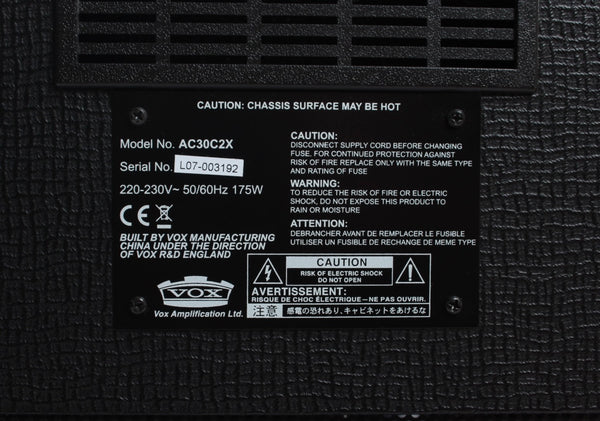 CAUTION: CHASSIS SURFACE MAY BE HOT
Model No. AC30C2X
Serial No. L07-003192
220-230V~ 50/60Hz 175W
CE
BUILT BY VOX MANUFACTURING
CHINA UNDER THE DIRECTION
OF VOX R&D ENGLAND
VOX
Vox Amplification Ltd.
CAUTION:
DISCONNECT SUPPLY CORD BEFORE CHANGING
FUSE. FOR CONTINUED PROTECTION AGAINST
RISK OF FIRE REPLACE ONLY WITH THE SAME TYPE
AND RATING OF FUSE
WARNING:
TO REDUCE THE RISK OF FIRE OR ELECTRIC
SHOCK, DO NOT EXPOSE THIS PRODUCT TO
RAIN OR MOISTURE
ATTENTION:
DEBRANCHER AVANT DE REMPLACER LE FUSIBLE
UTILISER UN FUSIBLE DE RECHANGE DE MEME TYPE
CAUTION
RISK OF ELECTRIC SHOCK
DO NOT OPEN
AVERTISSEMENT:
RISQUE DE CHOC ÉLECTRIQUE—NE PAS OUVRIR.
注意 感電の恐れあり、キャビネットをあけるな